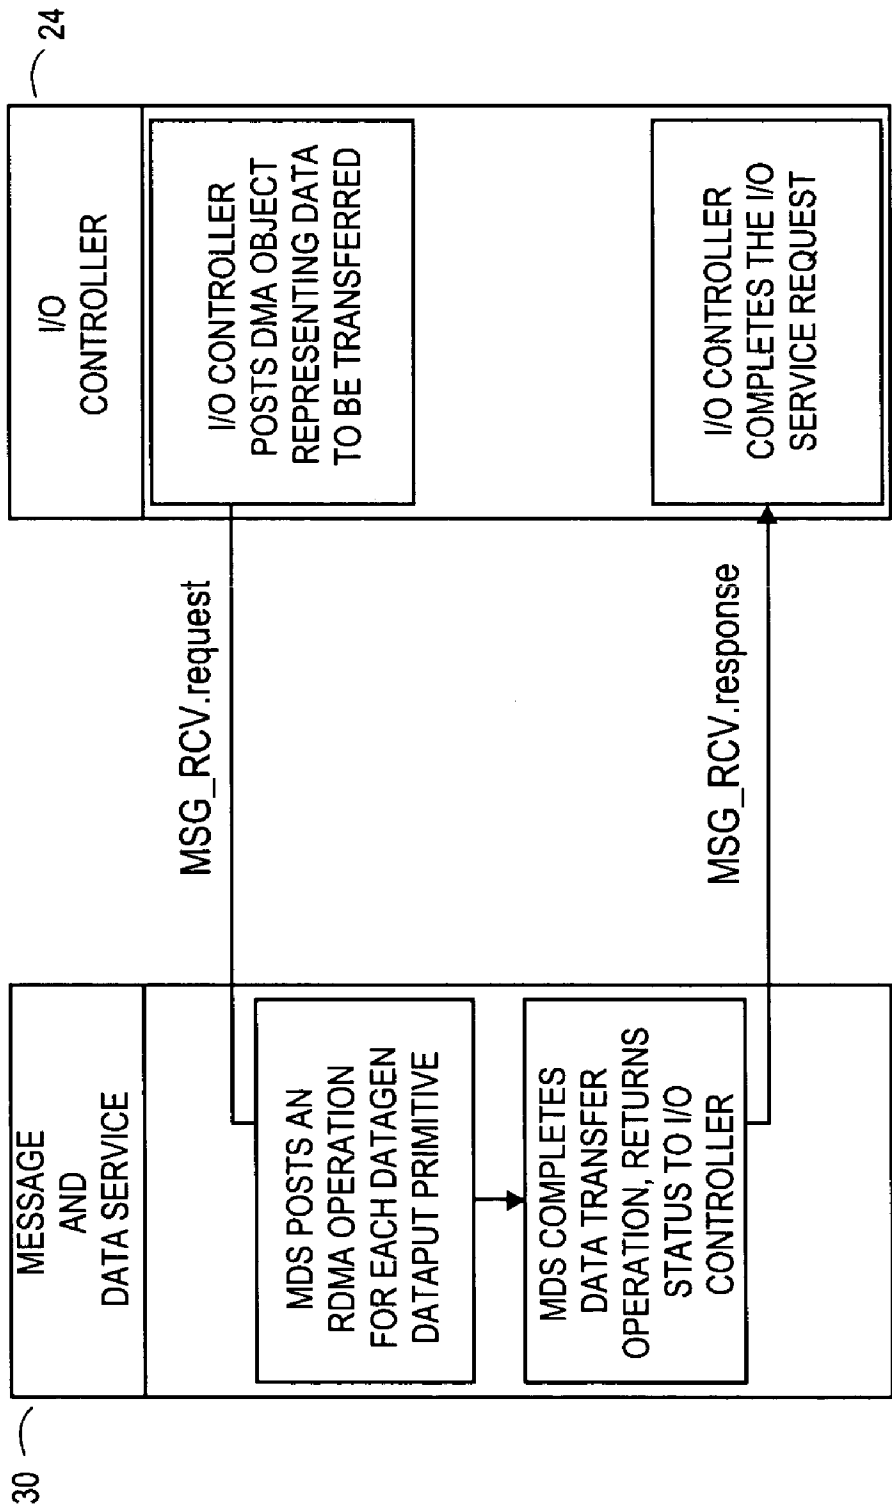 30
MESSAGE
AND
DATA SERVICE
MDS POSTS AN
RDMA OPERATION
FOR EACH DATAGEN
DATAPUT PRIMITIVE
MDS COMPLETES
DATA TRANSFER
OPERATION, RETURNS
STATUS TO I/O
CONTROLLER
MSG_RCV.request
MSG_RCV.response
24
I/O
CONTROLLER
I/O CONTROLLER
POSTS DMA OBJECT
REPRESENTING DATA
TO BE TRANSFERRED
I/O CONTROLLER
COMPLETES THE I/O
SERVICE REQUEST